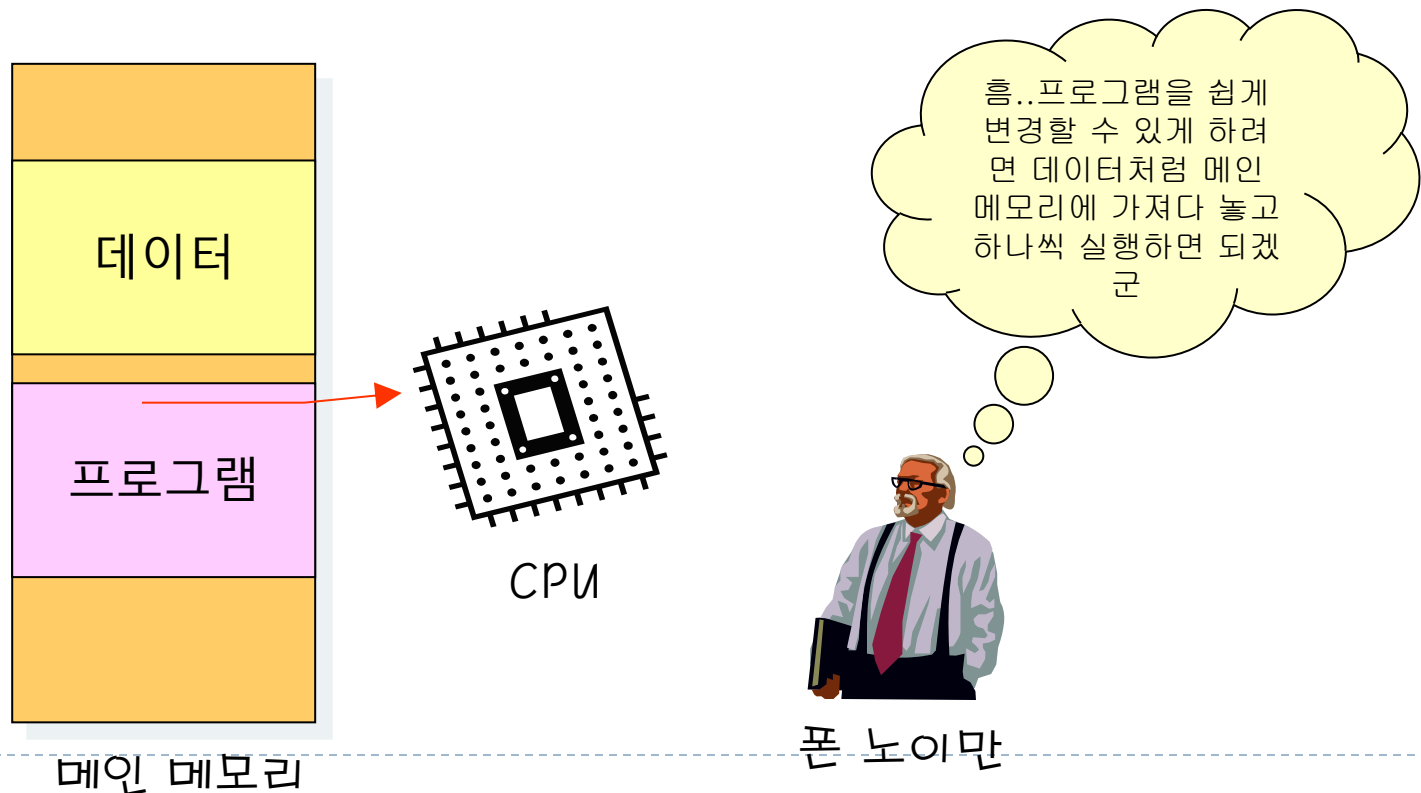 데이터
프로그램
메인 메모리
CPU
흠..프로그램을 쉽게
변경할 수 있게 하려
면 데이터처럼 메인
메모리에 가져다 놓고
하나씩 실행하면 되겠
군
폰 노이만